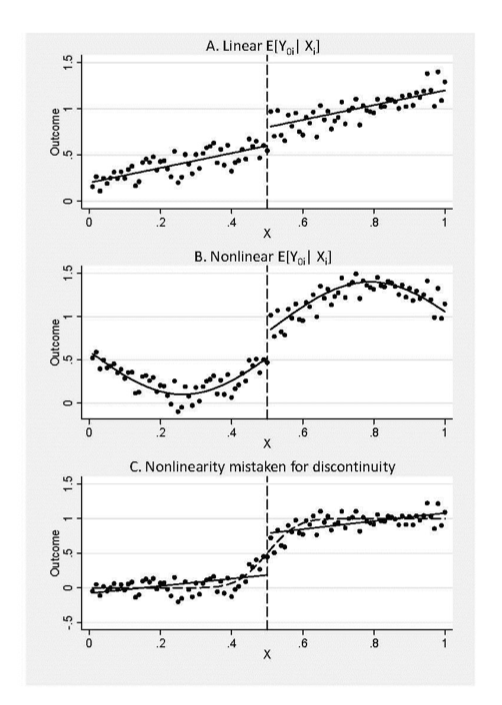 A. Linear E[Y₀ᵢ| Xᵢ]
1.5
1
.5
0
Outcome
0 .2 .4 .6 .8 1
X
B. Nonlinear E[Y₀ᵢ| Xᵢ]
1.5
1
.5
0
Outcome
0 .2 .4 .6 .8 1
X
C. Nonlinearity mistaken for discontinuity
1.5
1
.5
0
-.5
Outcome
0 .2 .4 .6 .8 1
X